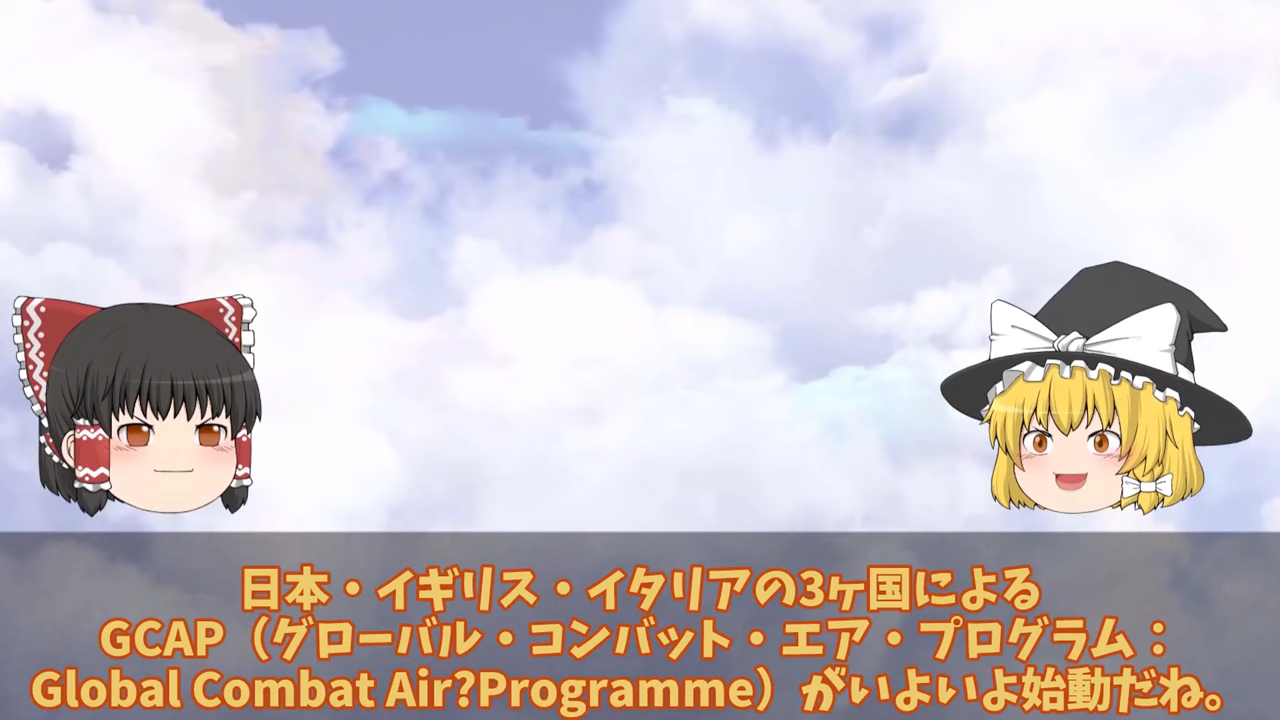 日本・イギリス・イタリアの3ヶ国による
GCAP（グローバル・コンバット・エア・プログラム：
Global Combat Air?Programme）がいよいよ始動だね。